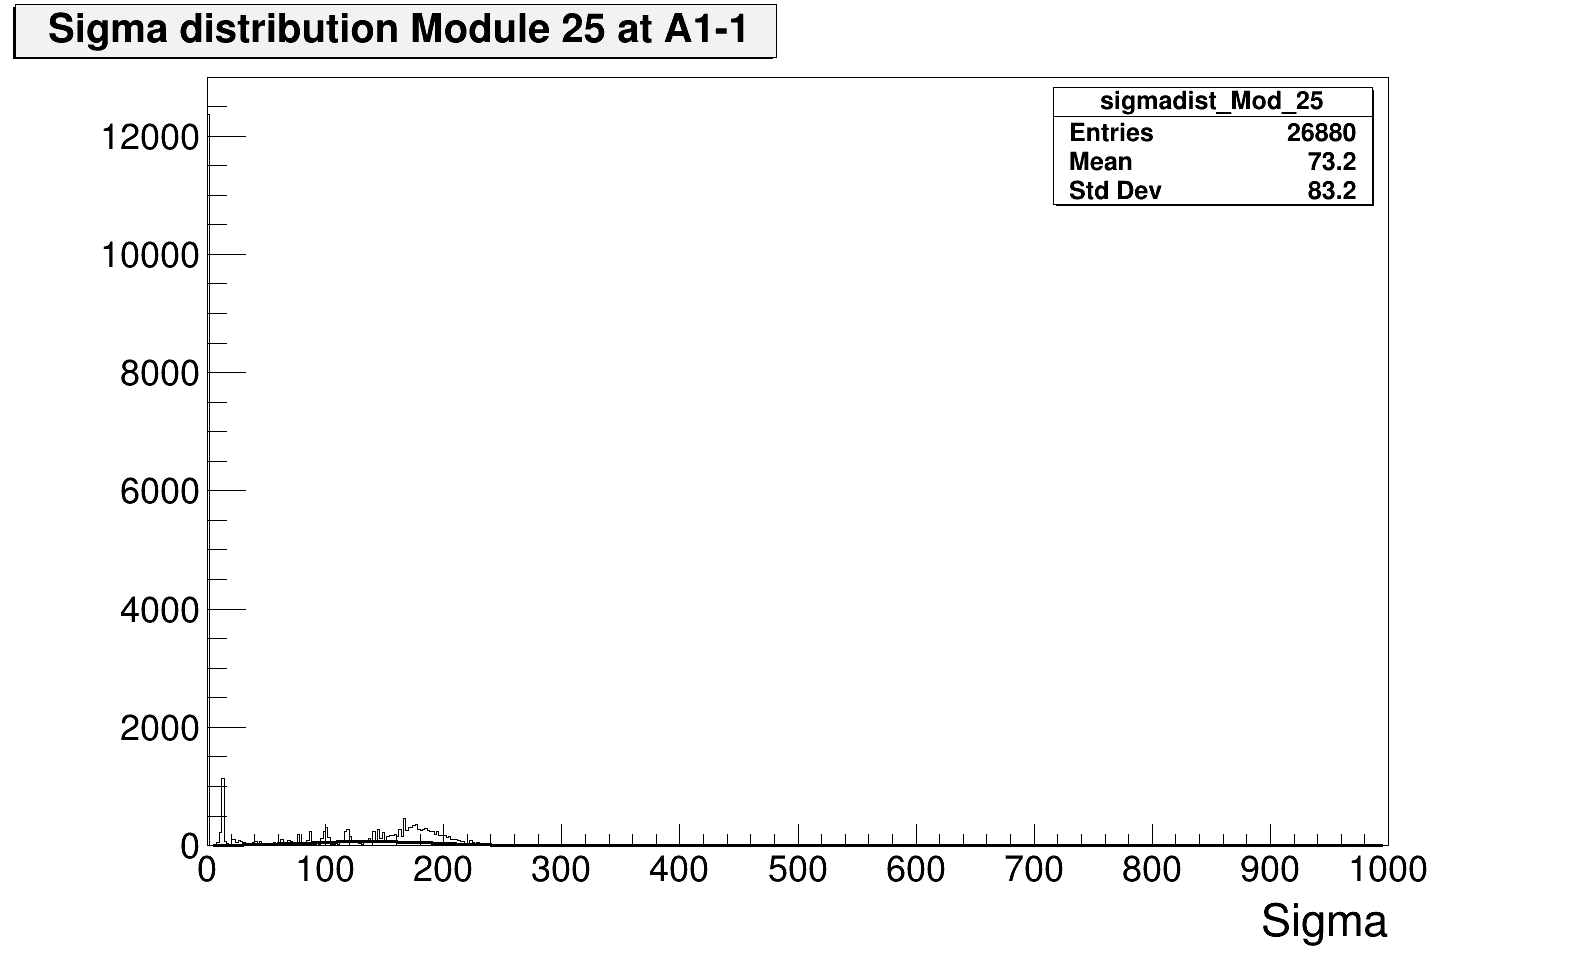 Sigma distribution Module 25 at A1-1
sigmadist_Mod_25
Entries 26880
Mean 73.2
Std Dev 83.2
12000
10000
8000
6000
4000
2000
0
0 100 200 300 400 500 600 700 800 900 1000
Sigma